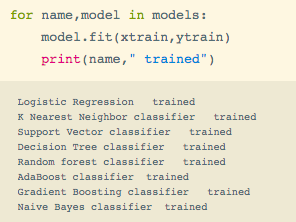 for name,model in models:
    model.fit(xtrain,ytrain)
    print(name," trained")
Logistic Regression   trained
K Nearest Neighbor classifier   trained
Support Vector classifier   trained
Decision Tree classifier   trained
Random forest classifier   trained
AdaBoost classifier  trained
Gradient Boosting classifier   trained
Naive Bayes classifier  trained